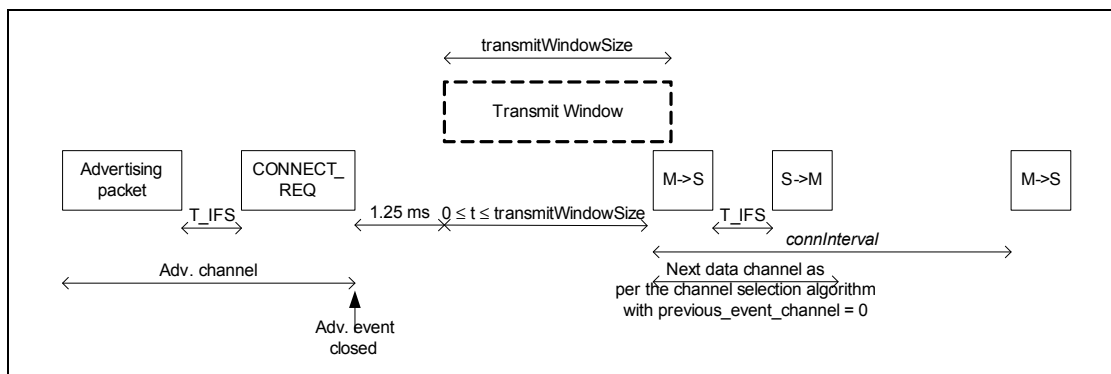 transmitWindowSize
Transmit Window
Advertising
packet
CONNECT_
REQ
M->S
S->M
M->S
T_IFS
1.25 ms
0 ≤ t ≤ transmitWindowSize
T_IFS
connInterval
Adv. channel
Next data channel as
per the channel selection algorithm
with previous_event_channel = 0
Adv. event
closed